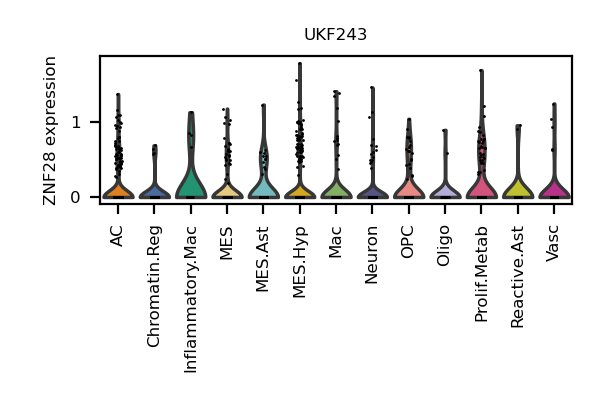 UKF243
ZNF28 expression
1
0
AC
Chromatin.Reg
Inflammatory.Mac
MES
MES.Ast
MES.Hyp
Mac
Neuron
OPC
Oligo
Prolif.Metab
Reactive.Ast
Vasc